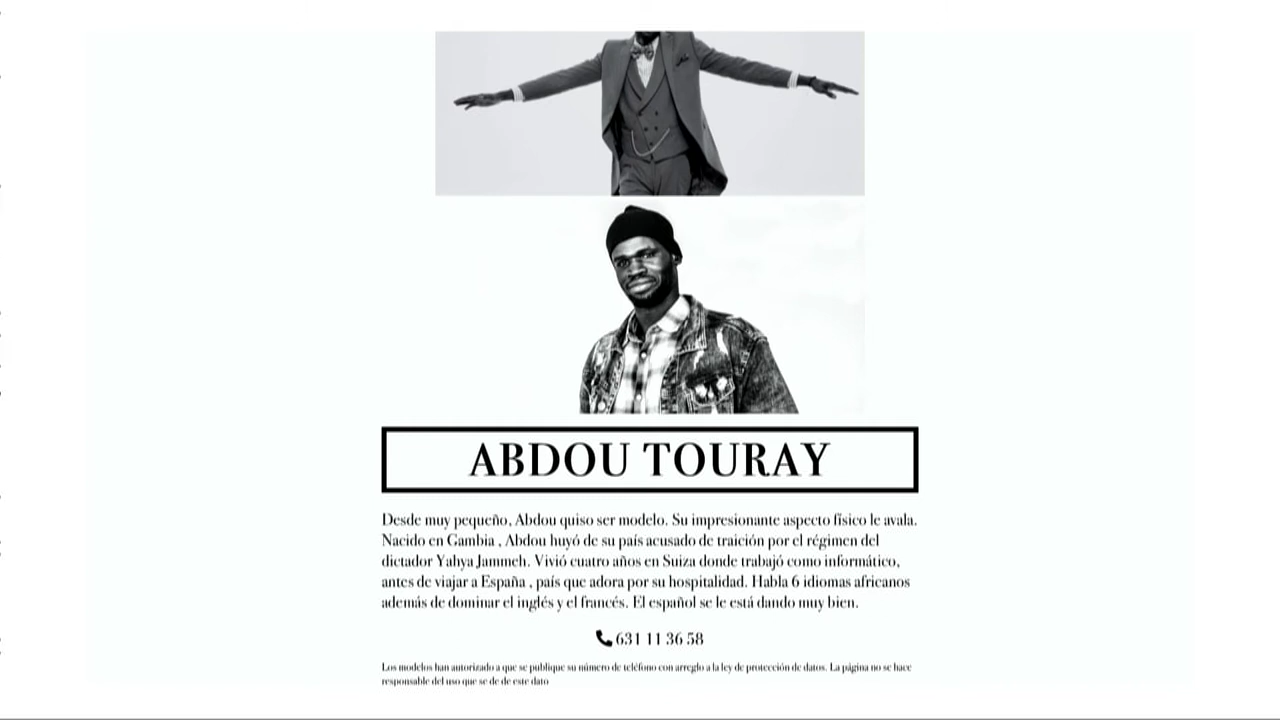 ABDOU TOURAY
Desde muy pequeño, Abdou quiso ser modelo. Su impresionante aspecto físico le avala.
Nacido en Gambia , Abdou huyó de su país acusado de traición por el régimen del
dictador Yahya Jammeh. Vivió cuatro años en Suiza donde trabajó como informático,
antes de viajar a España , país que adora por su hospitalidad. Habla 6 idiomas africanos
además de dominar el inglés y el francés. El español se le está dando muy bien.
631 11 36 58
Los modelos han autorizado a que se publique su número de teléfono con arreglo a la ley de protección de datos. La página no se hace
responsable del uso que se de de este dato